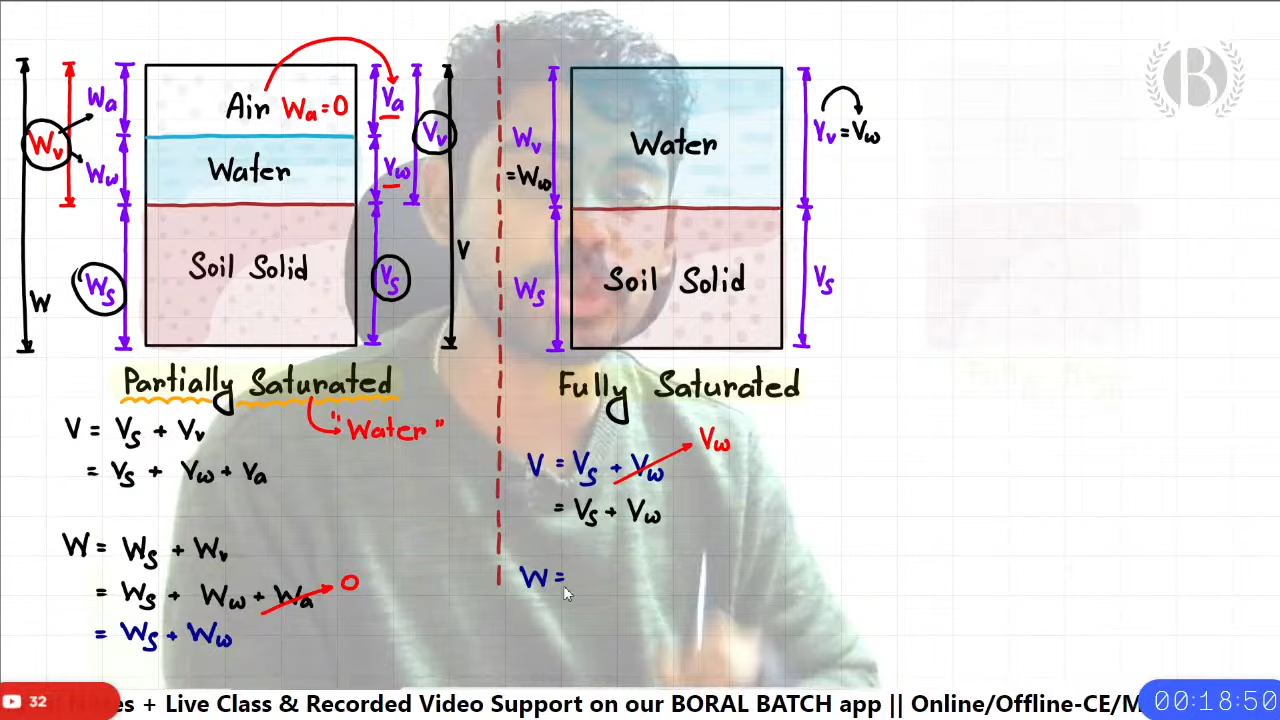 Air Wa = 0
Water
Soil Solid
W
Wv
Wa
Ww
Ws
Va
Vw
Vv
Vs
V
Partially Saturated
"Water"
V = Vs + Vv
= Vs + Vw + Va
W = Ws + Wv
= Ws + Ww + Wa 0
= Ws + Ww
Water
Soil Solid
Wv
= Ww
Ws
Vv = Vw
Vs
Fully Saturated
V = Vs + Vw Vw
= Vs + Vw
W =
B
32
es + Live Class & Recorded Video Support on our BORAL BATCH app || Online/Offline-CE/M
00:18:50